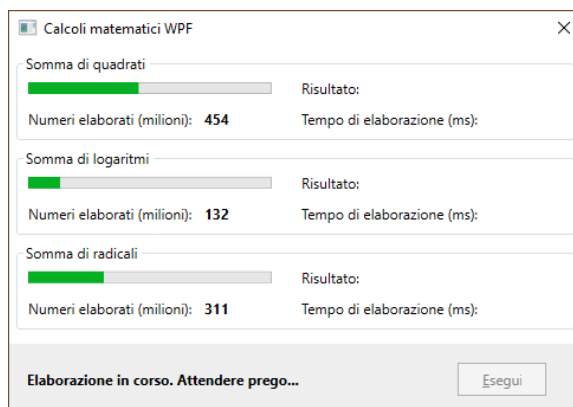 Calcoli matematici WPF
Somma di quadrati
Risultato:
Numeri elaborati (milioni): 454 Tempo di elaborazione (ms):
Somma di logaritmi
Risultato:
Numeri elaborati (milioni): 132 Tempo di elaborazione (ms):
Somma di radicali
Risultato:
Numeri elaborati (milioni): 311 Tempo di elaborazione (ms):
Elaborazione in corso. Attendere prego... Esegui